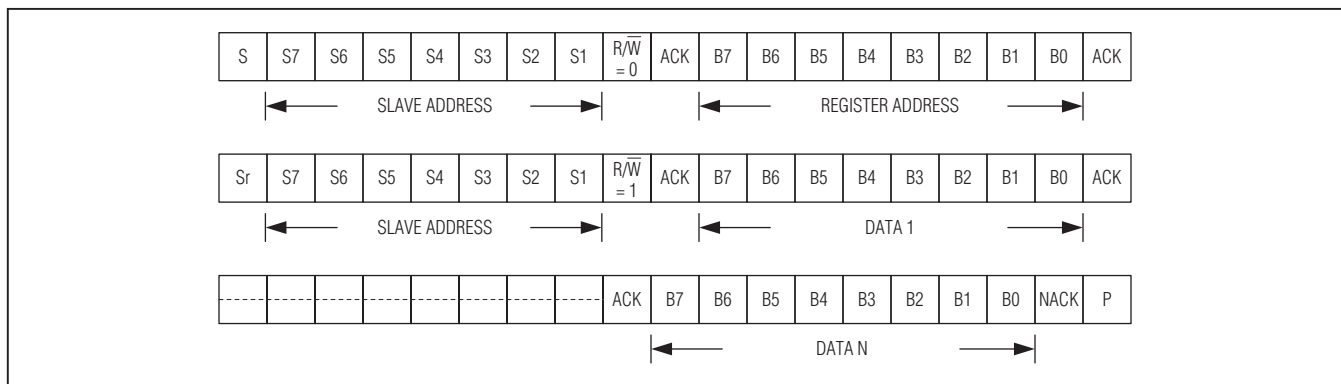 S S7 S6 S5 S4 S3 S2 S1 R/W̅ = 0 ACK B7 B6 B5 B4 B3 B2 B1 B0 ACK
SLAVE ADDRESS REGISTER ADDRESS
Sr S7 S6 S5 S4 S3 S2 S1 R/W̅ = 1 ACK B7 B6 B5 B4 B3 B2 B1 B0 ACK
SLAVE ADDRESS DATA 1
ACK B7 B6 B5 B4 B3 B2 B1 B0 NACK P
DATA N